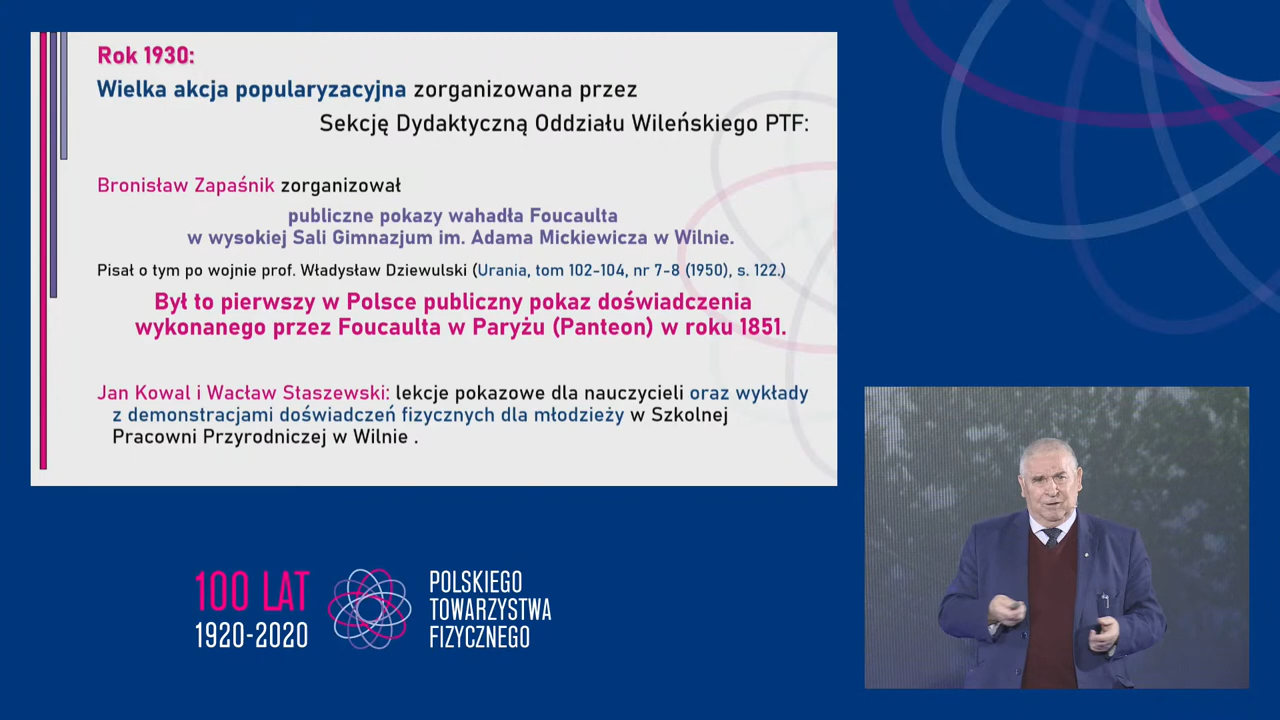 Rok 1930:
Wielka akcja popularyzacyjna zorganizowana przez
Sekcję Dydaktyczną Oddziału Wileńskiego PTF:
Bronisław Zapaśnik zorganizował
publiczne pokazy wahadła Foucaulta
w wysokiej Sali Gimnazjum im. Adama Mickiewicza w Wilnie.
Pisał o tym po wojnie prof. Władysław Dziewulski (Urania, tom 102-104, nr 7-8 (1950), s. 122.)
Był to pierwszy w Polsce publiczny pokaz doświadczenia
wykonanego przez Foucaulta w Paryżu (Panteon) w roku 1851.
Jan Kowal i Wacław Staszewski: lekcje pokazowe dla nauczycieli oraz wykłady
z demonstracjami doświadczeń fizycznych dla młodzieży w Szkolnej
Pracowni Przyrodniczej w Wilnie .
100 LAT
1920-2020
POLSKIEGO
TOWARZYSTWA
FIZYCZNEGO